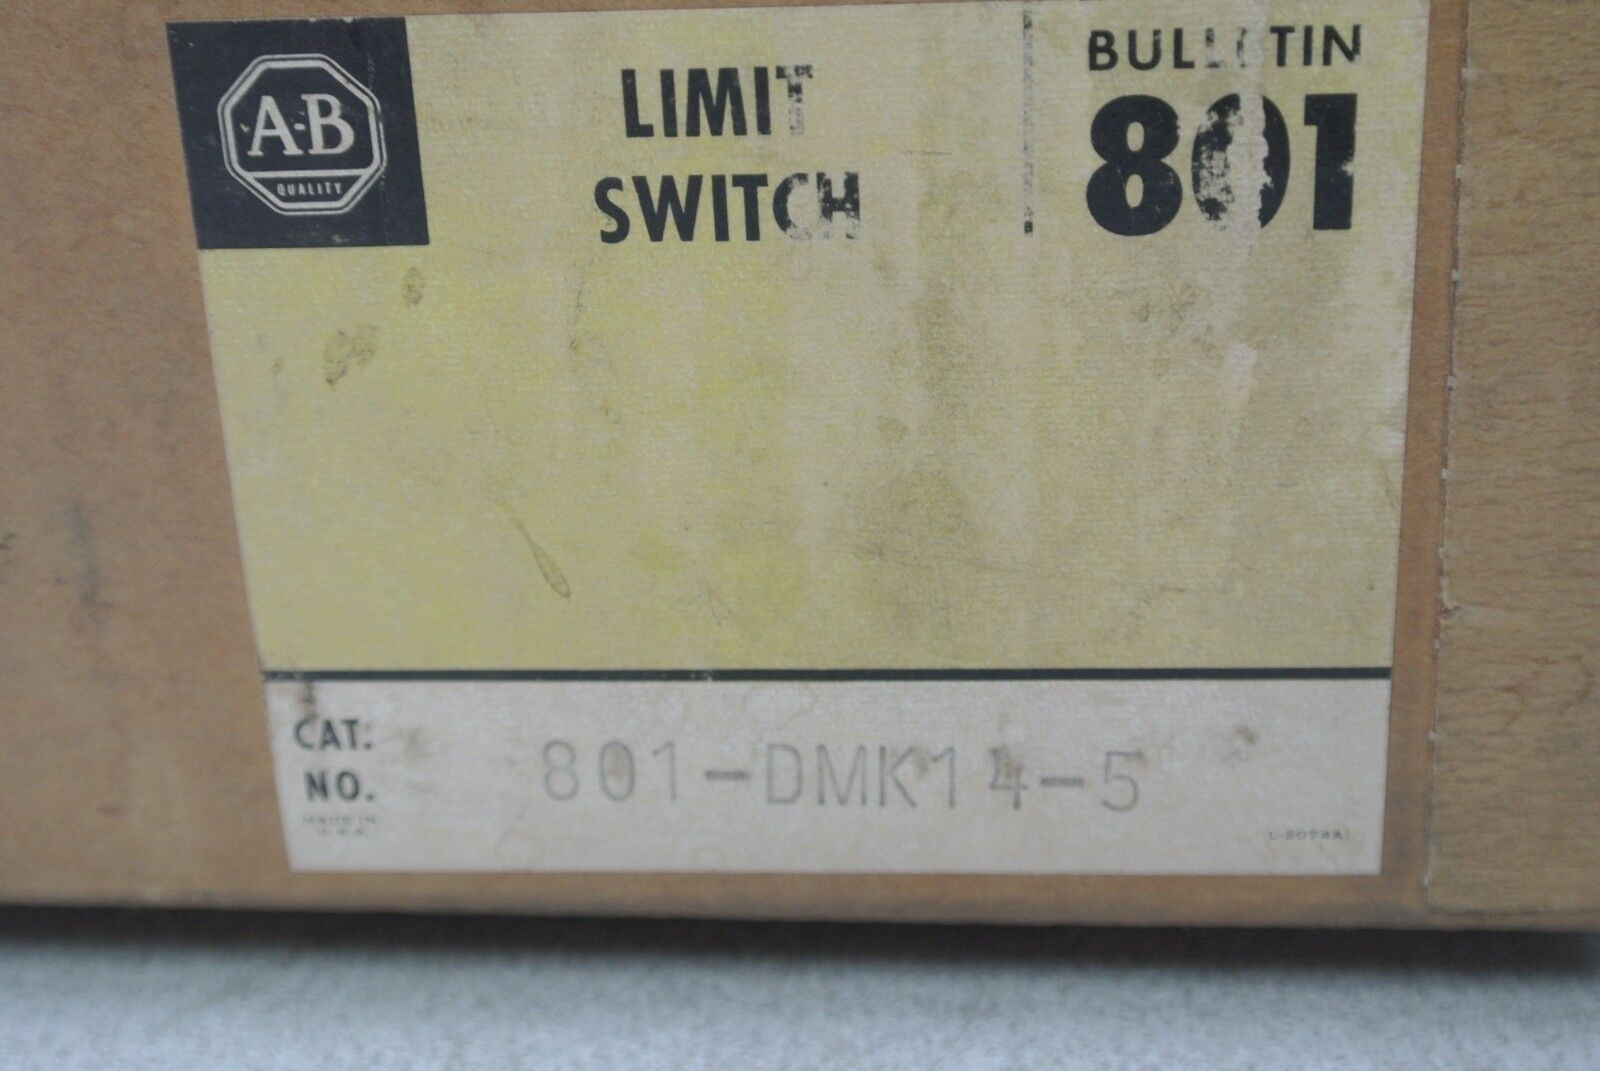 A-B
QUALITY
LIMIT
SWITCH
BULLETIN
801
CAT.
NO.
801-DMK14-5
MADE IN
U.S.A.